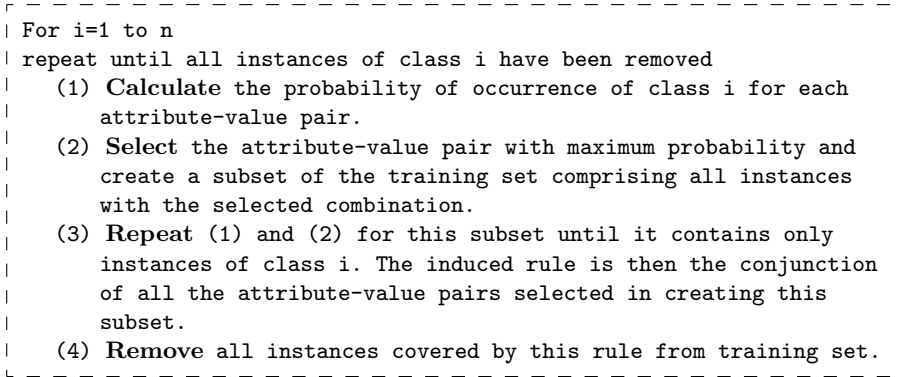 For i=1 to n
repeat until all instances of class i have been removed
(1) Calculate the probability of occurrence of class i for each
attribute-value pair.
(2) Select the attribute-value pair with maximum probability and
create a subset of the training set comprising all instances
with the selected combination.
(3) Repeat (1) and (2) for this subset until it contains only
instances of class i. The induced rule is then the conjunction
of all the attribute-value pairs selected in creating this
subset.
(4) Remove all instances covered by this rule from training set.